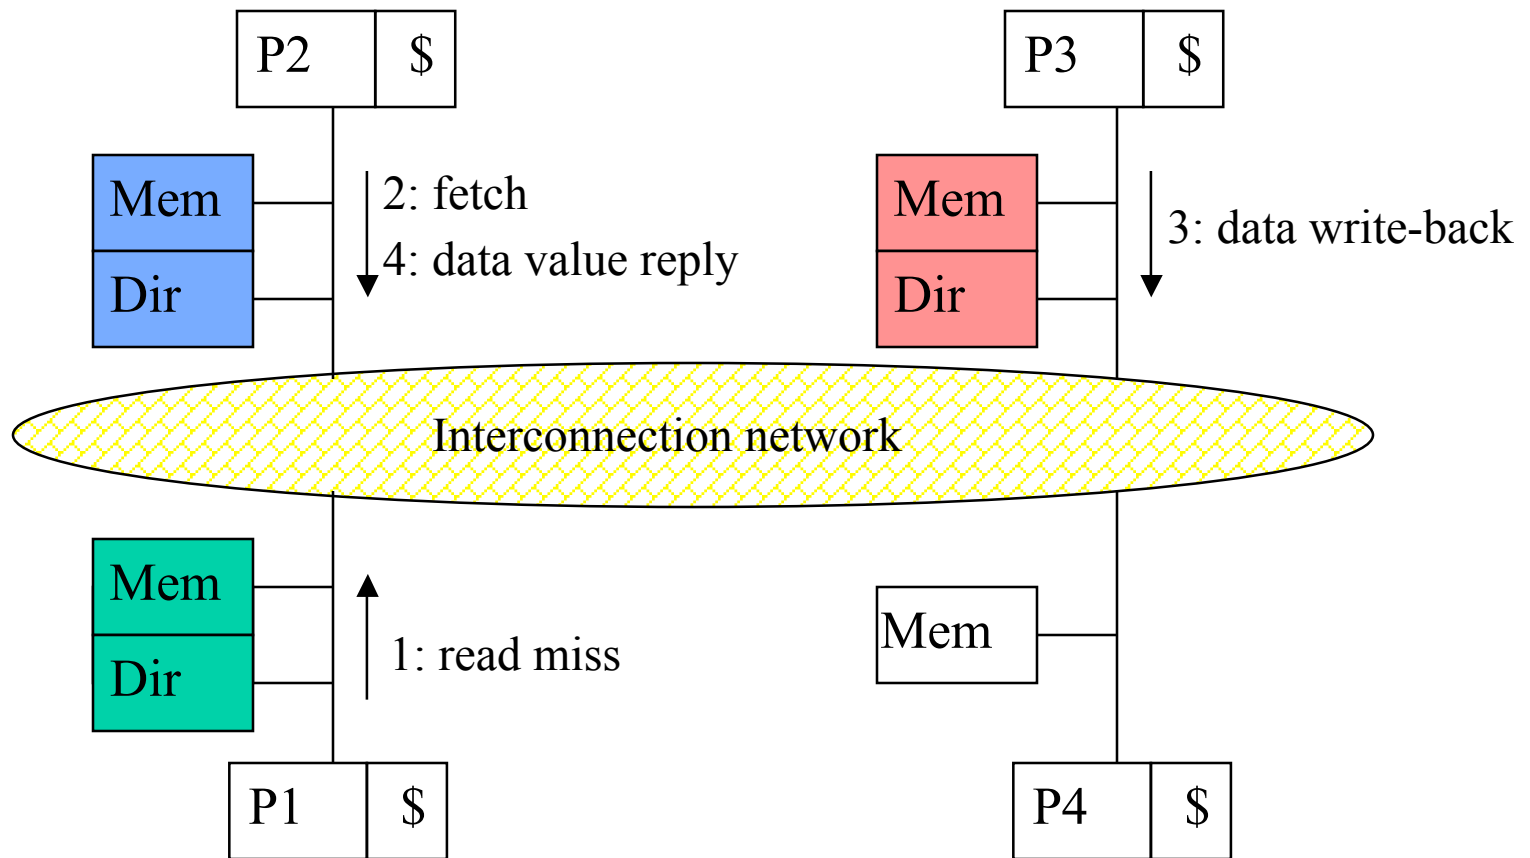 P2 $
P3 $
Mem
Dir
2: fetch
4: data value reply
Mem
Dir
3: data write-back
Interconnection network
Mem
Dir
1: read miss
Mem
P1 $
P4 $